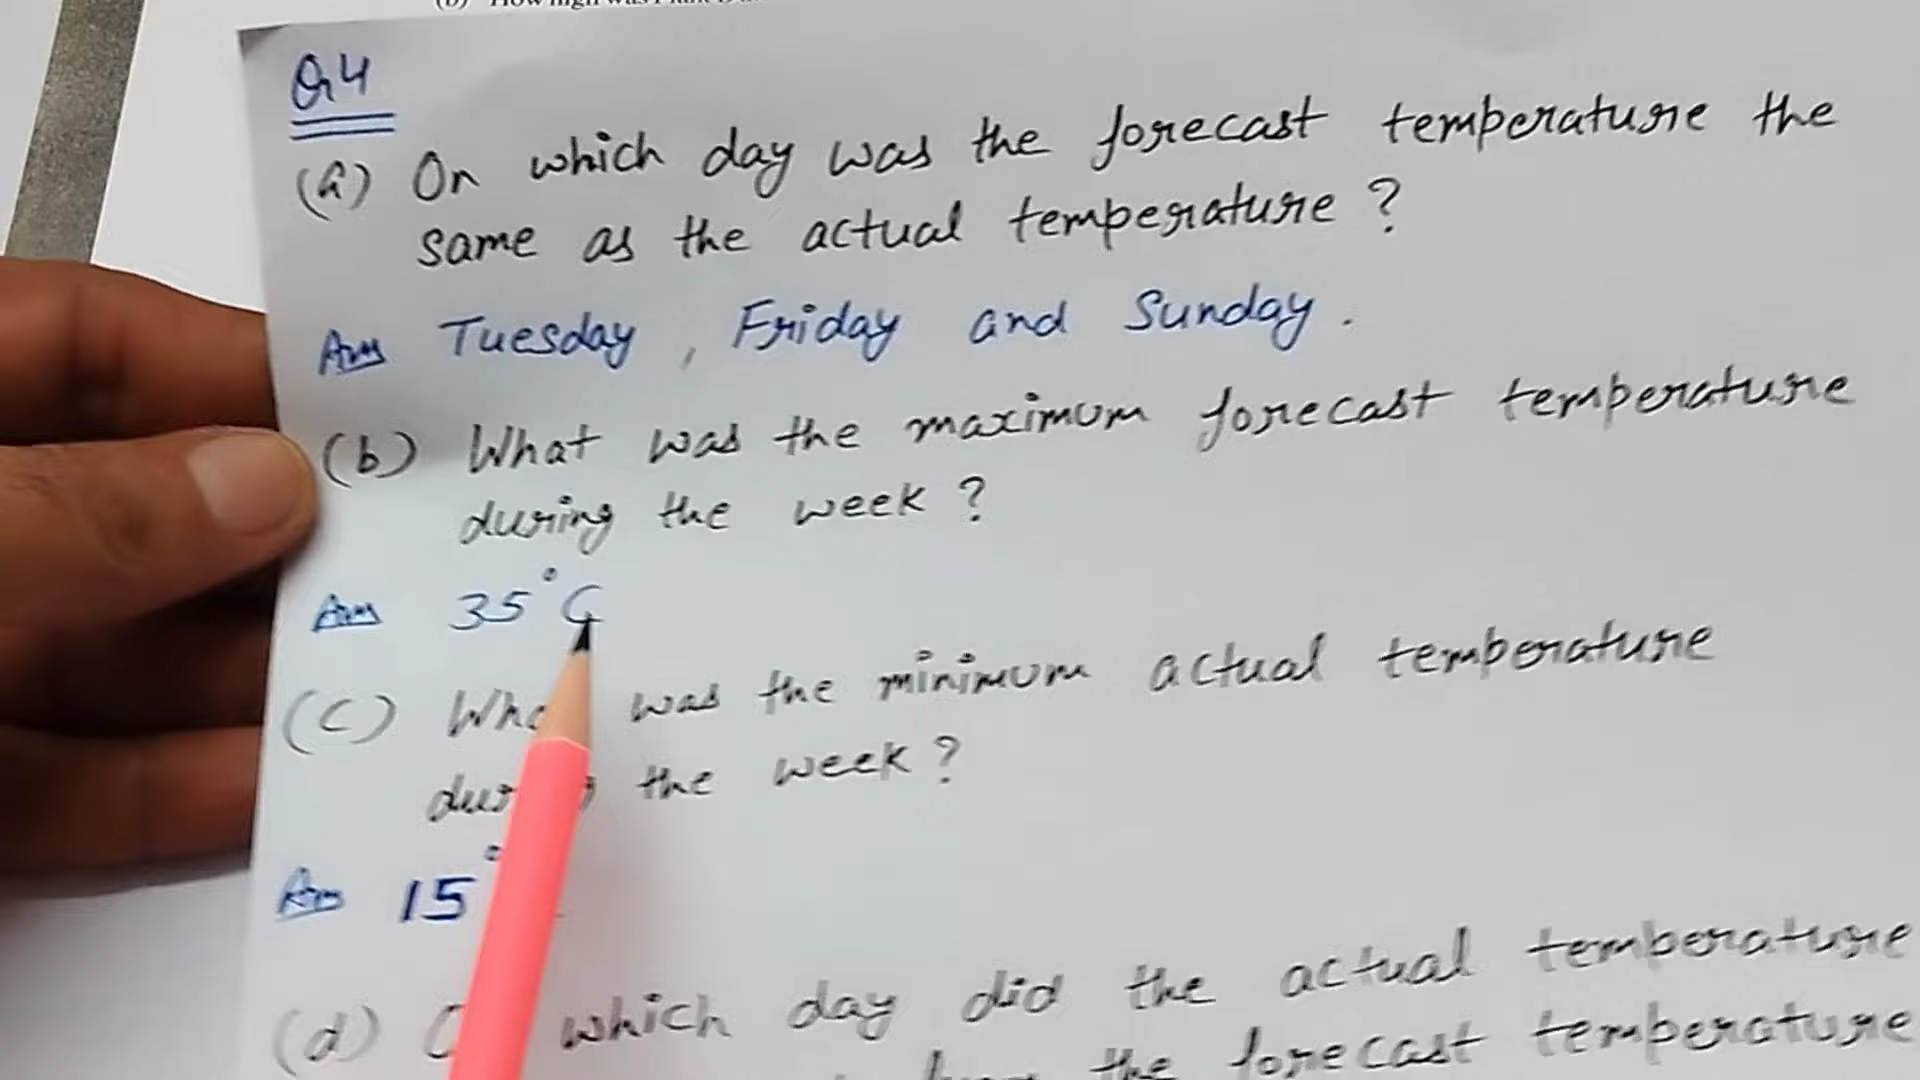 Q4
(a) On which day was the forecast temperature the
same as the actual temperature ?
Ans Tuesday , Friday and Sunday .
(b) What was the maximum forecast temperature
during the week ?
Ans 35°C
(c) was the minimum actual temperature
the week ?
Ans 15°
(d) which day did the actual temperature
the forecast temperature